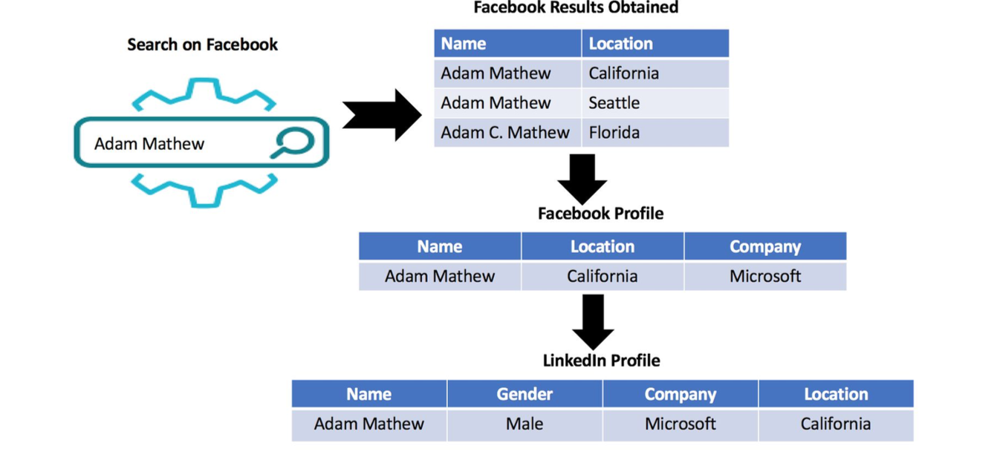 Facebook Results Obtained
Search on Facebook
Adam Mathew
Name Location
Adam Mathew California
Adam Mathew Seattle
Adam C. Mathew Florida
Facebook Profile
Name Location Company
Adam Mathew California Microsoft
LinkedIn Profile
Name Gender Company Location
Adam Mathew Male Microsoft California